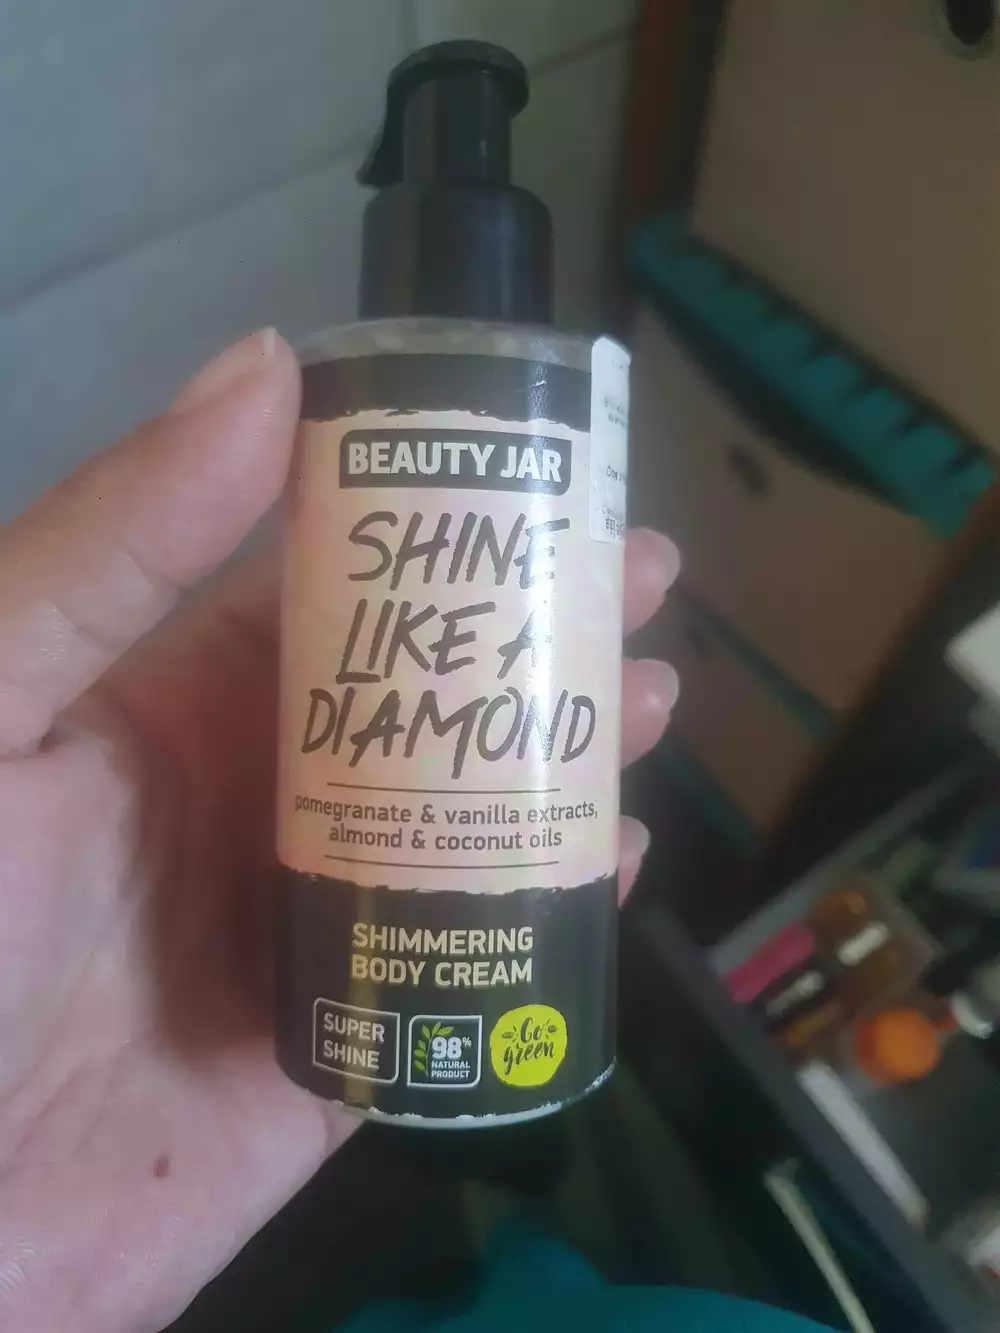 BEAUTY JAR
SHINE
LIKE A
DIAMOND
pomegranate & vanilla extracts,
almond & coconut oils
SHIMMERING
BODY CREAM
SUPER
SHINE
98%
NATURAL
PRODUCT
Go
green